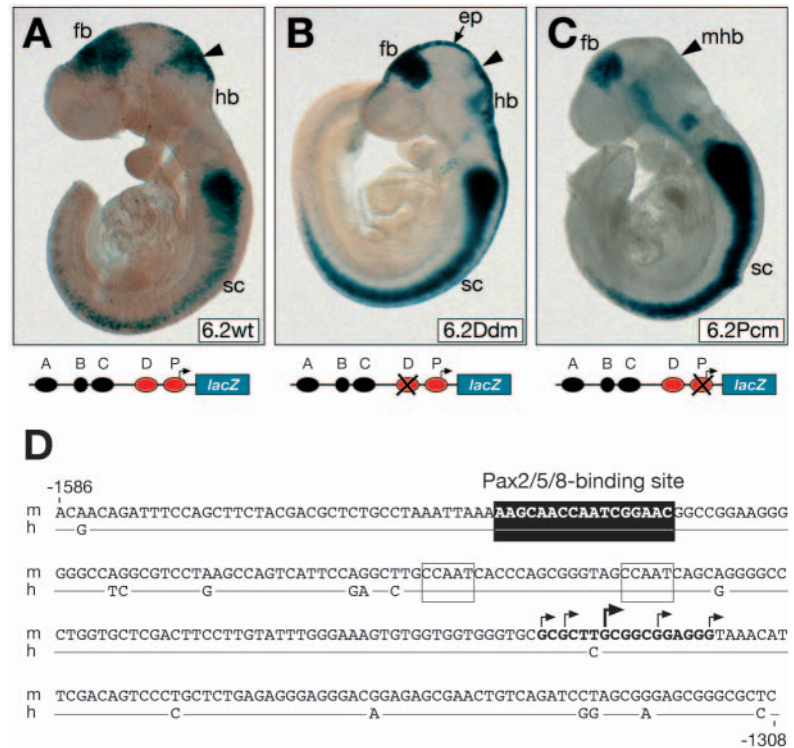 A B C
fb hb sc 6.2wt
fb ep hb sc 6.2Ddm
fb mhb sc 6.2Pcm
A B C D P lacZ
A B C D P lacZ
A B C D P lacZ
D
-1586 Pax2/5/8-binding site
m ACAACAGATTTCCAGCTTCTACGACGCTCTGCCTAAATTAAAAAGCAACCAATCGGAACGGCCGGAAGGG
h G
m GGGCCAGGCGTCCTAAGCCAGTCATTCCAGGCTTGCCAATCACCCAGCGGGTAGCCAATCAGCAGGGGCC
h TC G GA C G
m CTGGTGCTCGACTTCCTTGTATTTGGGAAAGTGTGGTGGTGGGTGCGCGCTTGCGGCGGAGGGTAAACAT
h C
m TCGACAGTCCCTGCTCTGAGAGGGAGGGACGGAGAGCGAACTGTCAGATCCTAGCGGGAGCGGGCGCTC
h C A GG A C
-1308